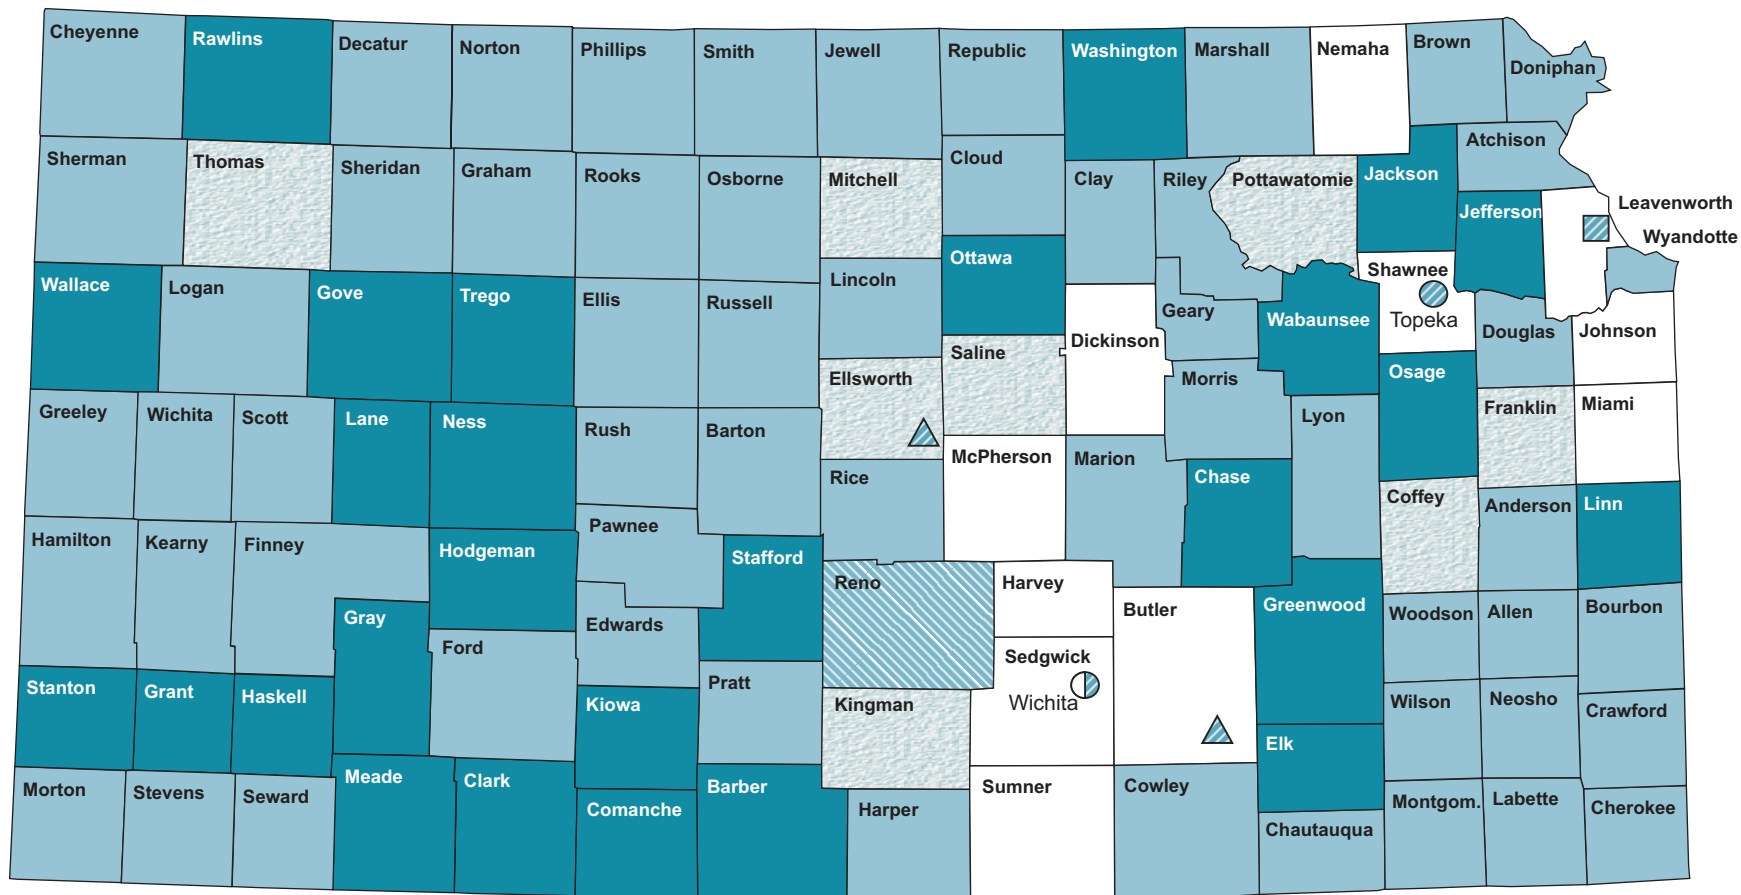 Cheyenne
Rawlins
Decatur
Norton
Phillips
Smith
Jewell
Republic
Washington
Marshall
Nemaha
Brown
Doniphan
Sherman
Thomas
Sheridan
Graham
Rooks
Osborne
Mitchell
Cloud
Clay
Riley
Pottawatomie
Jackson
Atchison
Jefferson
Leavenworth
Wyandotte
Wallace
Logan
Gove
Trego
Ellis
Russell
Lincoln
Ottawa
Dickinson
Geary
Wabaunsee
Shawnee
Topeka
Douglas
Johnson
Greeley
Wichita
Scott
Lane
Ness
Rush
Barton
Ellsworth
Saline
Morris
Lyon
Osage
Franklin
Miami
Rice
McPherson
Marion
Chase
Coffey
Anderson
Linn
Hamilton
Kearny
Finney
Hodgeman
Pawnee
Stafford
Reno
Harvey
Butler
Greenwood
Woodson
Allen
Bourbon
Gray
Ford
Edwards
Sedgwick
Wichita
Stanton
Grant
Haskell
Kiowa
Pratt
Kingman
Elk
Wilson
Neosho
Crawford
Morton
Stevens
Seward
Meade
Clark
Comanche
Barber
Harper
Sumner
Cowley
Chautauqua
Montgom.
Labette
Cherokee